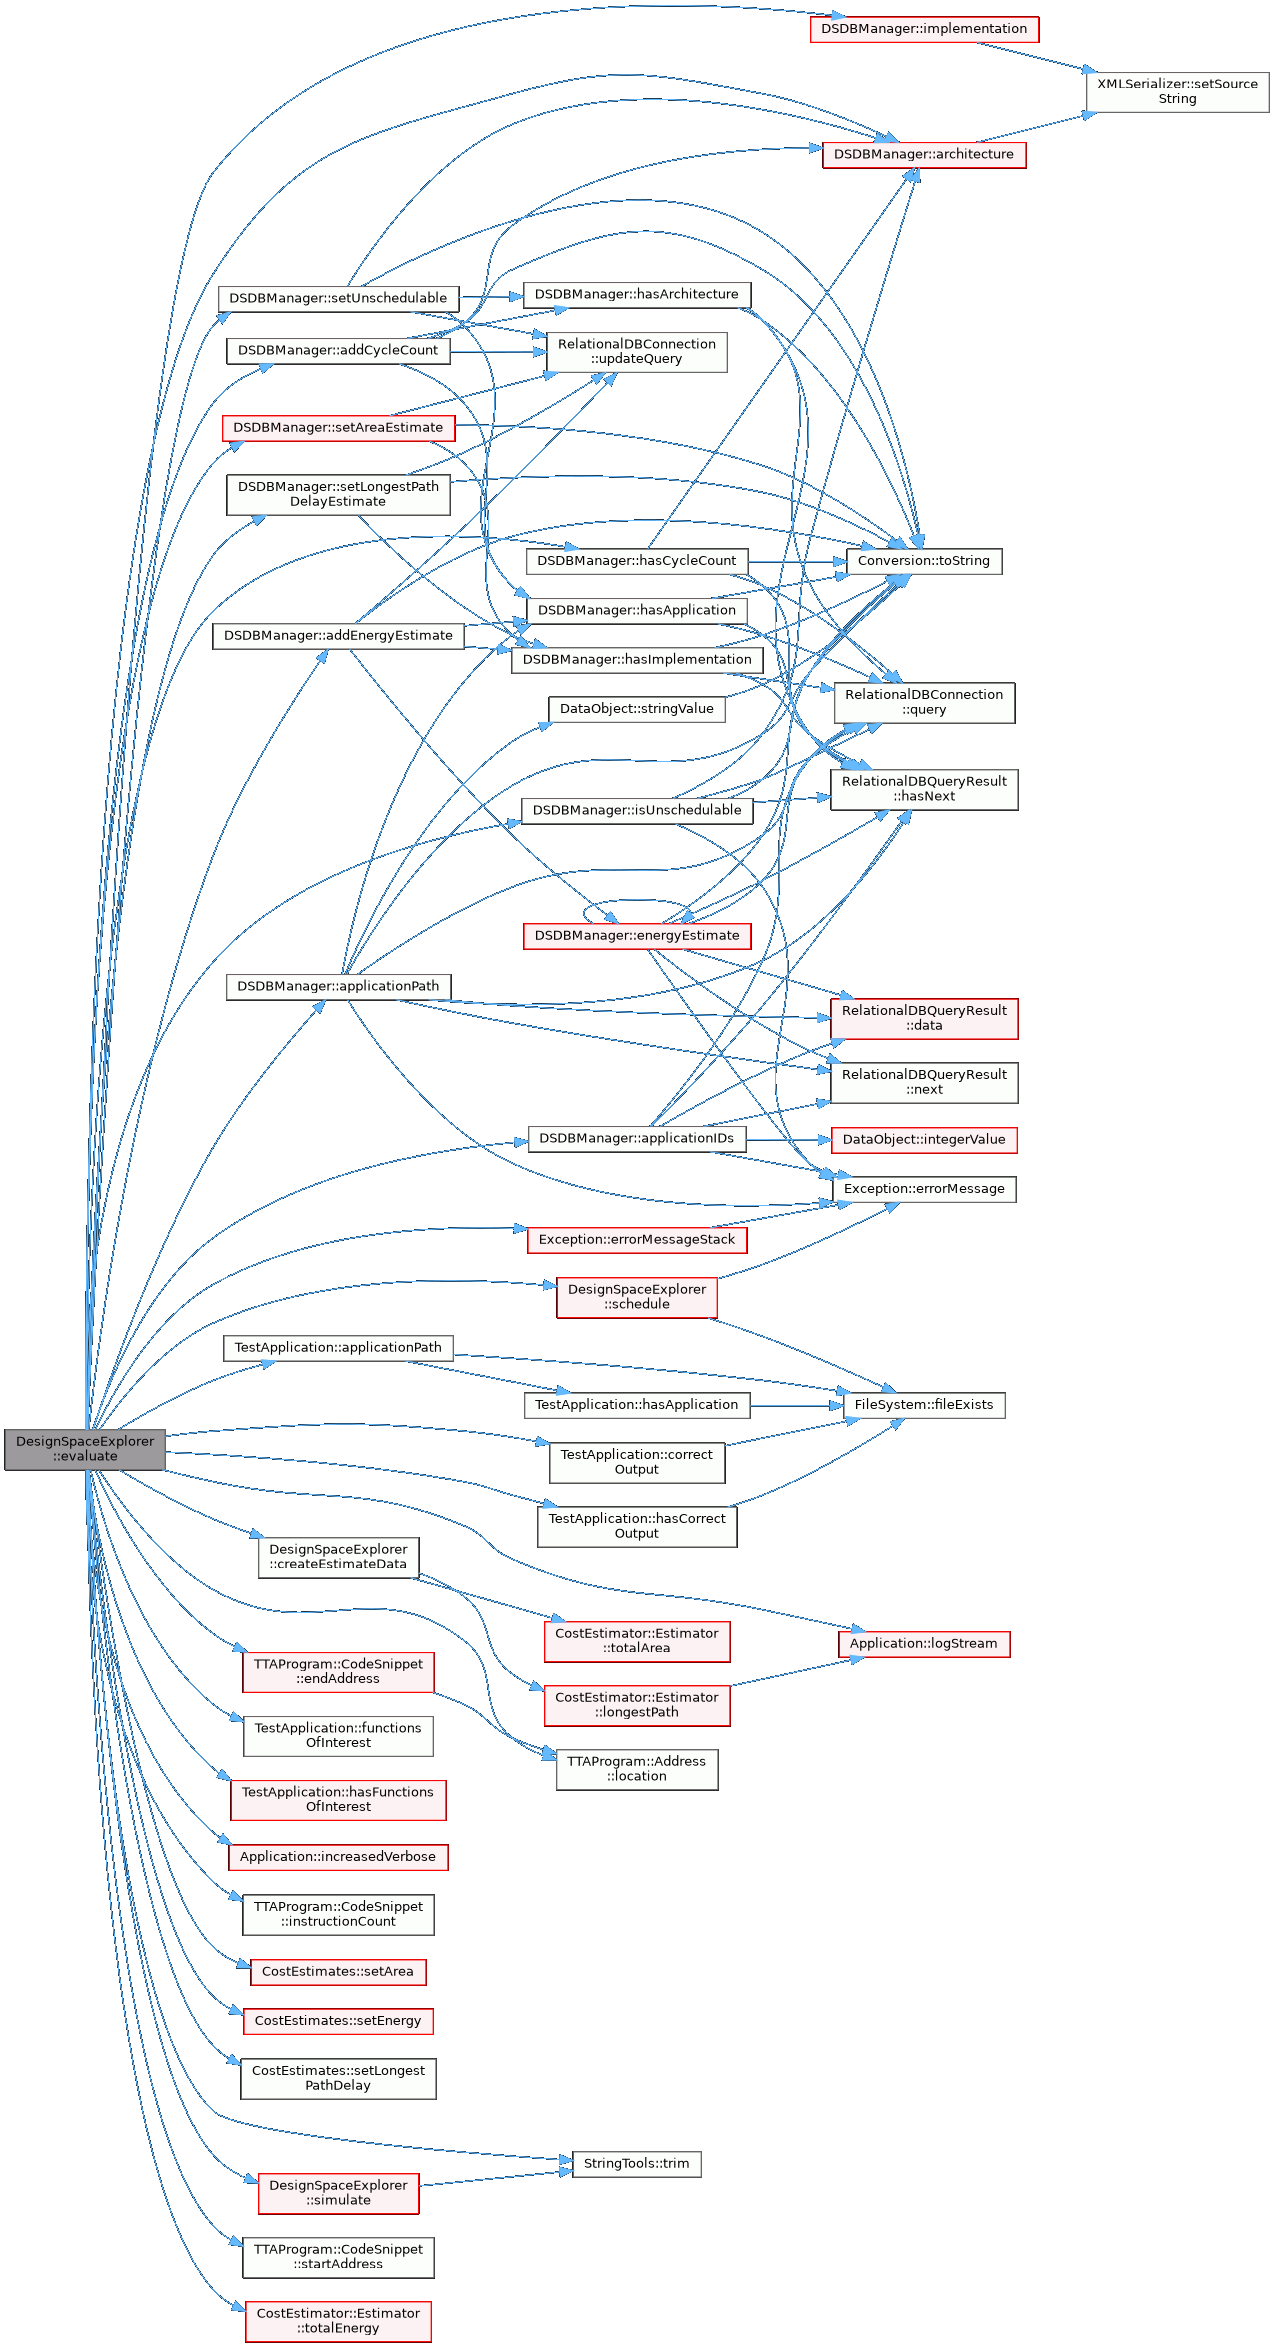 DSDBManager::implementation
XMLSerializer::setSource
String
DSDBManager::architecture
DSDBManager::setUnschedulable
DSDBManager::hasArchitecture
DSDBManager::addCycleCount
RelationalDBConnection
::updateQuery
DSDBManager::setAreaEstimate
DSDBManager::setLongestPath
DelayEstimate
DSDBManager::hasCycleCount
Conversion::toString
DSDBManager::hasApplication
DSDBManager::addEnergyEstimate
DSDBManager::hasImplementation
DataObject::stringValue
RelationalDBConnection
::query
RelationalDBQueryResult
::hasNext
DSDBManager::isUnschedulable
DSDBManager::energyEstimate
DSDBManager::applicationPath
RelationalDBQueryResult
::data
RelationalDBQueryResult
::next
DSDBManager::applicationIDs
DataObject::integerValue
Exception::errorMessage
Exception::errorMessageStack
DesignSpaceExplorer
::schedule
TestApplication::applicationPath
TestApplication::hasApplication
FileSystem::fileExists
DesignSpaceExplorer
::evaluate
TestApplication::correct
Output
TestApplication::hasCorrect
Output
DesignSpaceExplorer
::createEstimateData
CostEstimator::Estimator
::totalArea
Application::logStream
TTAProgram::CodeSnippet
::endAddress
CostEstimator::Estimator
::longestPath
TestApplication::functions
OfInterest
TTAProgram::Address
::location
TestApplication::hasFunctions
OfInterest
Application::increasedVerbose
TTAProgram::CodeSnippet
::instructionCount
CostEstimates::setArea
CostEstimates::setEnergy
CostEstimates::setLongest
PathDelay
StringTools::trim
DesignSpaceExplorer
::simulate
TTAProgram::CodeSnippet
::startAddress
CostEstimator::Estimator
::totalEnergy